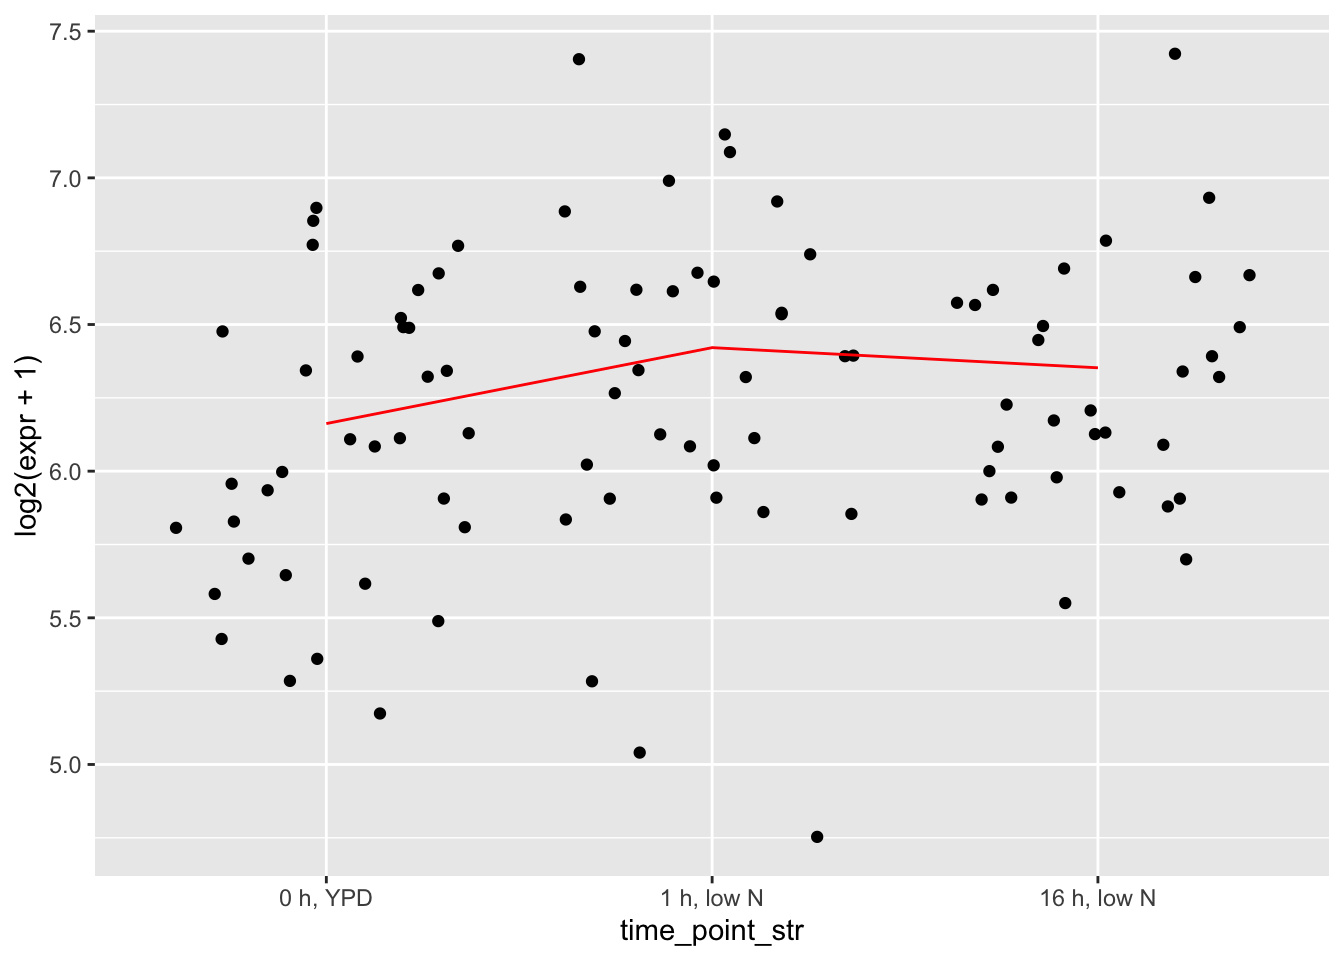 7.5
7.0
6.5
6.0
5.5
5.0
log2(expr + 1)
0 h, YPD
1 h, low N
16 h, low N
time_point_str